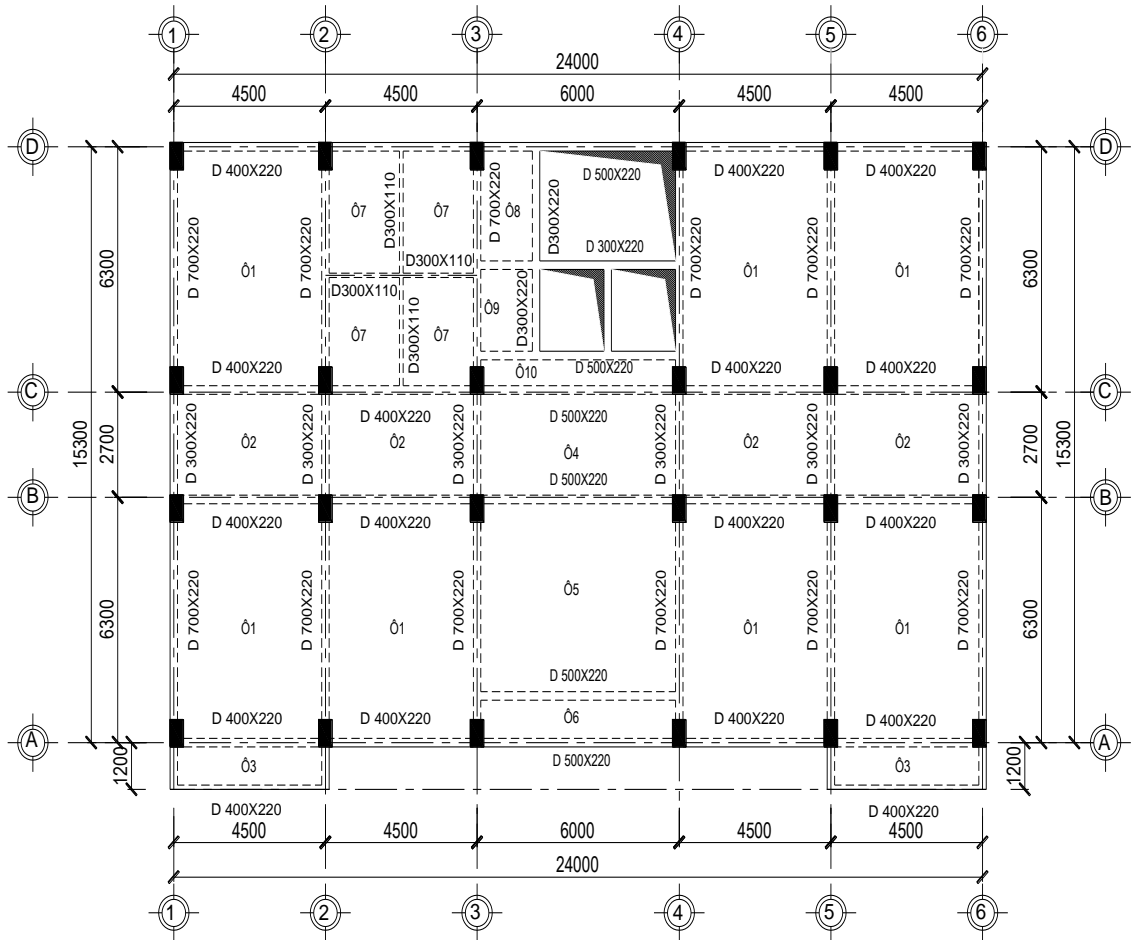 1 2 3 4 5 6
24000
4500 4500 6000 4500 4500
D D
D 400X220 D 500X220 D 400X220 D 400X220
D 700X220 D 700X220 D300X110 D 700X220 D300X220 D 700X220 D 700X220 D 700X220
Ô7 Ô7 Ô8
D 300X220
6300 Ô1 D300X110 Ô1 Ô1 6300
D300X110 D300X110 D300X220
Ô7 Ô7 Ô9
D 400X220 Ô10 D 500X220 D 400X220 D 400X220
C C
D 400X220 D 500X220
15300 2700 D 300X220 D 300X220 D 300X220 D 300X220 D 300X220 D 300X220 2700 15300
Ô2 Ô2 Ô4 Ô2 Ô2
D 500X220
B B
D 400X220 D 400X220 D 400X220 D 400X220
D 700X220 D 700X220 D 700X220 D 700X220 D 700X220 D 700X220
Ô5
6300 Ô1 Ô1 Ô1 Ô1 6300
D 500X220
D 400X220 D 400X220 Ô6 D 400X220 D 400X220
A A
1200 Ô3 D 500X220 Ô3 1200
D 400X220 D 400X220
4500 4500 6000 4500 4500
24000
1 2 3 4 5 6